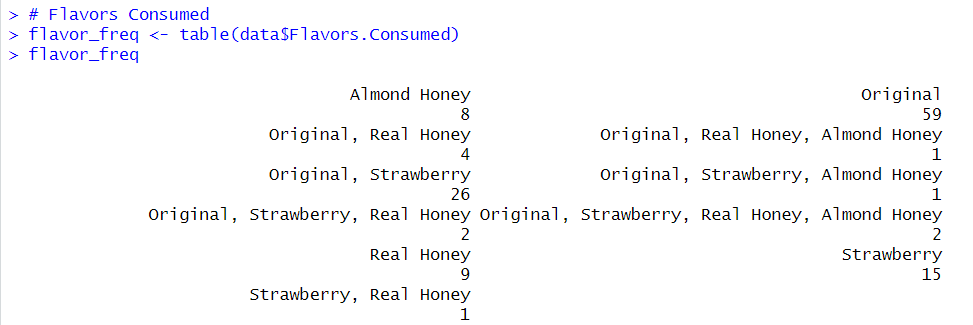 > # Flavors Consumed
> flavor_freq <- table(data$Flavors.Consumed)
> flavor_freq
Almond Honey Original
8 59
Original, Real Honey Original, Real Honey, Almond Honey
4 1
Original, Strawberry Original, Strawberry, Almond Honey
26 1
Original, Strawberry, Real Honey Original, Strawberry, Real Honey, Almond Honey
2 2
Real Honey Strawberry
9 15
Strawberry, Real Honey
1